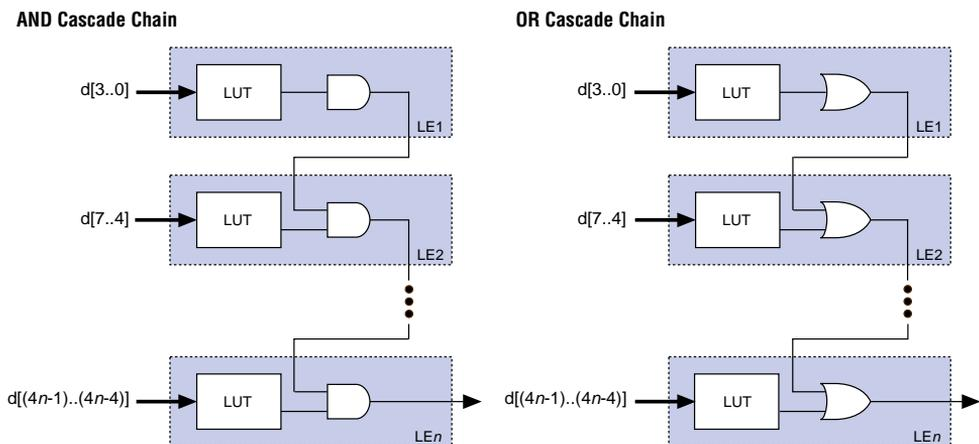 AND Cascade Chain
d[3..0]
LUT
LE1
d[7..4]
LUT
LE2
d[(4n-1)..(4n-4)]
LUT
LEn
OR Cascade Chain
d[3..0]
LUT
LE1
d[7..4]
LUT
LE2
d[(4n-1)..(4n-4)]
LUT
LEn